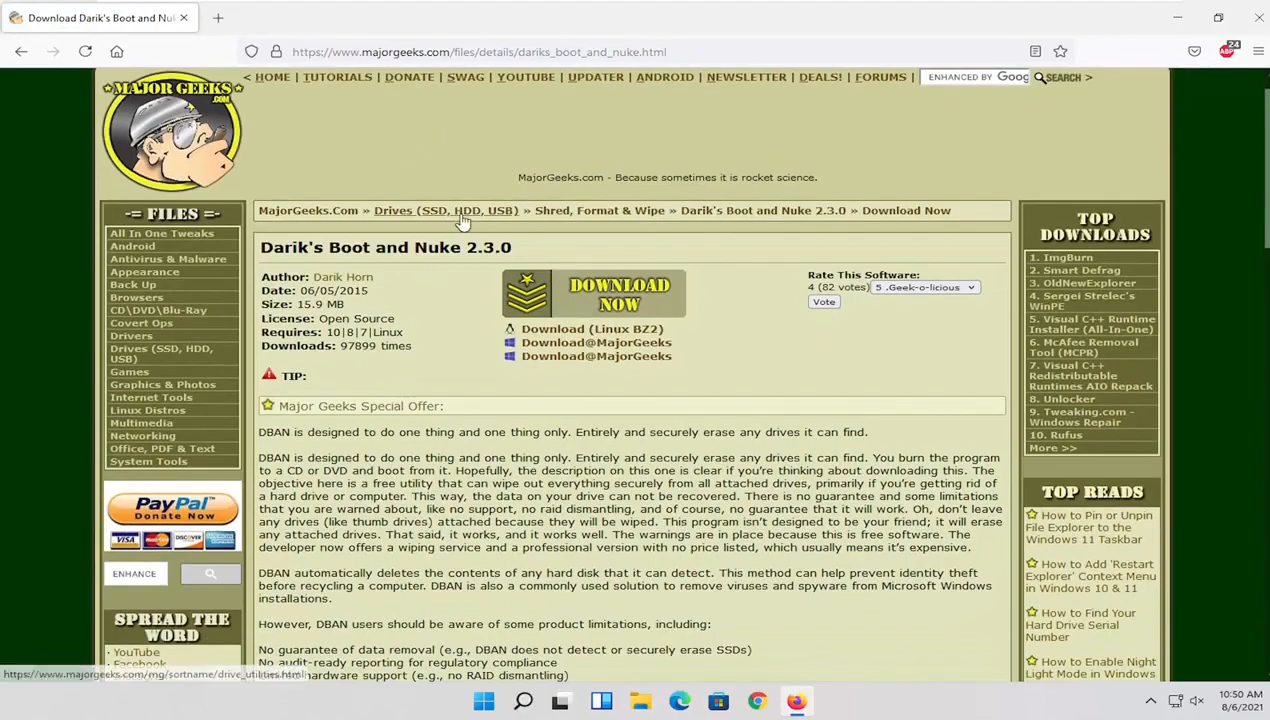 Download Darik's Boot and Nuk
https://www.majorgeeks.com/files/details/dariks_boot_and_nuke.html
24
ABP
< HOME | TUTORIALS | DONATE | SWAG | YOUTUBE | UPDATER | ANDROID | NEWSLETTER | DEALS! | FORUMS |
ENHANCED BY Goog
SEARCH >
MAJOR GEEKS
.COM
MajorGeeks.com - Because sometimes it is rocket science.
-= FILES =-
All In One Tweaks
Android
Antivirus & Malware
Appearance
Back Up
Browsers
CD\DVD\Blu-Ray
Covert Ops
Drivers
Drives (SSD, HDD,
USB)
Games
Graphics & Photos
Internet Tools
Linux Distros
Multimedia
Networking
Office, PDF & Text
System Tools
PayPal
Donate Now
VISA
DISCOVER
ENHANCE
SPREAD THE
WORD
· YouTube
· Facebook
MajorGeeks.Com » Drives (SSD, HDD, USB) » Shred, Format & Wipe » Darik's Boot and Nuke 2.3.0 » Download Now
Darik's Boot and Nuke 2.3.0
Author: Darik Horn
Date: 06/05/2015
Size: 15.9 MB
License: Open Source
Requires: 10|8|7|Linux
Downloads: 97899 times
TIP:
DOWNLOAD
NOW
Download (Linux BZ2)
Download@MajorGeeks
Download@MajorGeeks
Rate This Software:
4 (82 votes) 5 .Geek-o-licious
Vote
Major Geeks Special Offer:
DBAN is designed to do one thing and one thing only. Entirely and securely erase any drives it can find.
DBAN is designed to do one thing and one thing only. Entirely and securely erase any drives it can find. You burn the program
to a CD or DVD and boot from it. Hopefully, the description on this one is clear if you're thinking about downloading this. The
objective here is a free utility that can wipe out everything securely from all attached drives, primarily if you're getting rid of
a hard drive or computer. This way, the data on your drive can not be recovered. There is no guarantee and some limitations
that you are warned about, like no support, no raid dismantling, and of course, no guarantee that it will work. Oh, don't leave
any drives (like thumb drives) attached because they will be wiped. This program isn't designed to be your friend; it will erase
any attached drives. That said, it works, and it works well. The warnings are in place because this is free software. The
developer now offers a wiping service and a professional version with no price listed, which usually means it's expensive.
DBAN automatically deletes the contents of any hard disk that it can detect. This method can help prevent identity theft
before recycling a computer. DBAN is also a commonly used solution to remove viruses and spyware from Microsoft Windows
installations.
However, DBAN users should be aware of some product limitations, including:
No guarantee of data removal (e.g., DBAN does not detect or securely erase SSDs)
No audit-ready reporting for regulatory compliance
hardware support (e.g., no RAID dismantling)
TOP
DOWNLOADS
1. ImgBurn
2. Smart Defrag
3. OldNewExplorer
4. Sergei Strelec's
WinPE
5. Visual C++ Runtime
Installer (All-In-One)
6. McAfee Removal
Tool (MCPR)
7. Visual C++
Redistributable
Runtimes AIO Repack
8. Unlocker
9. Tweaking.com -
Windows Repair
10. Rufus
More >>
TOP READS
How to Pin or Unpin
File Explorer to the
Windows 11 Taskbar
How to Add 'Restart
Explorer' Context Menu
in Windows 10 & 11
How to Find Your
Hard Drive Serial
Number
How to Enable Night
Light Mode in Windows
https://www.majorgeeks.com/mg/sortname/drive_utilities.html
10:50 AM
8/6/2021